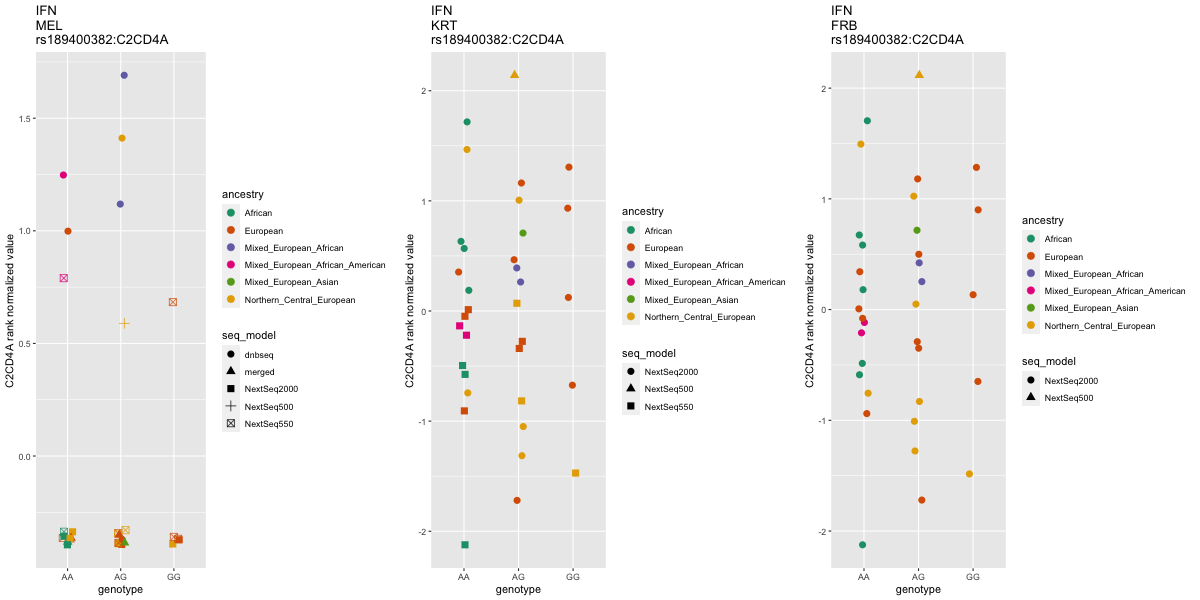 IFN
MEL
rs189400382:C2CD4A
C2CD4A rank normalized value
1.5
1.0
0.5
0.0
AA
AG
GG
genotype
ancestry
African
European
Mixed_European_African
Mixed_European_African_American
Mixed_European_Asian
Northern_Central_European
seq_model
dnbseq
merged
NextSeq2000
NextSeq500
NextSeq550
IFN
KRT
rs189400382:C2CD4A
C2CD4A rank normalized value
2
1
0
-1
-2
AA
AG
GG
genotype
ancestry
African
European
Mixed_European_African
Mixed_European_African_American
Mixed_European_Asian
Northern_Central_European
seq_model
NextSeq2000
NextSeq500
NextSeq550
IFN
FRB
rs189400382:C2CD4A
C2CD4A rank normalized value
2
1
0
-1
-2
AA
AG
GG
genotype
ancestry
African
European
Mixed_European_African
Mixed_European_African_American
Mixed_European_Asian
Northern_Central_European
seq_model
NextSeq2000
NextSeq500